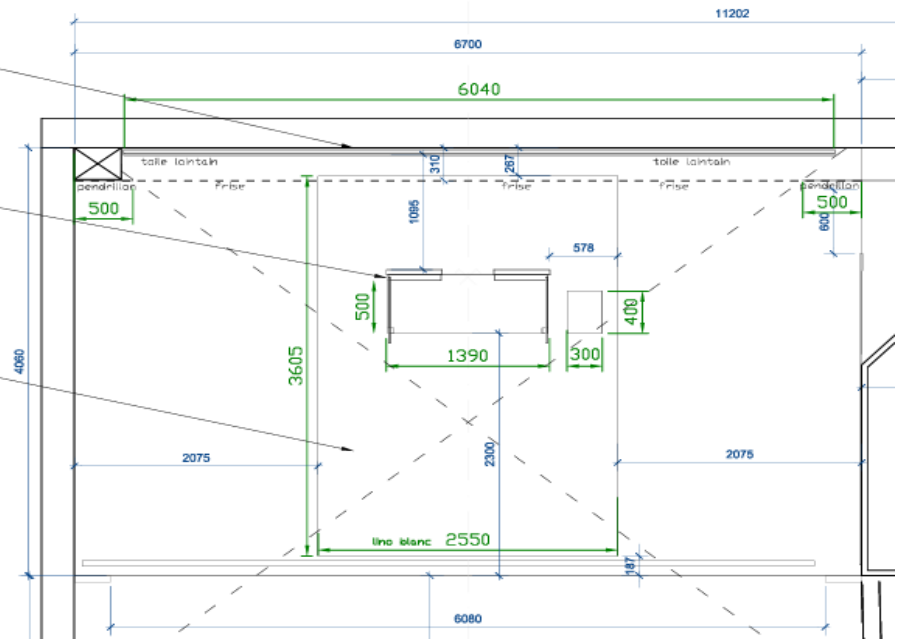 11202
6700
6040
toile lointain
310
267
toile lointain
pendrillon
frise
frise
frise
pendrillon
500
1095
500
600
578
500
400
4060
3605
1390
300
2075
2300
2075
lino blanc 2550
187
6080